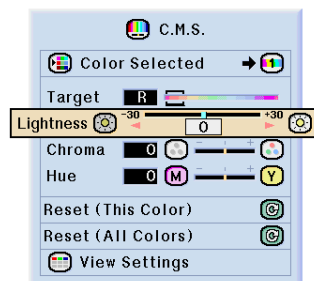 C.M.S.
Color Selected 1
Target R
Lightness -30 0 +30
Chroma 0 - +
Hue 0 M Y
Reset (This Color)
Reset (All Colors)
View Settings